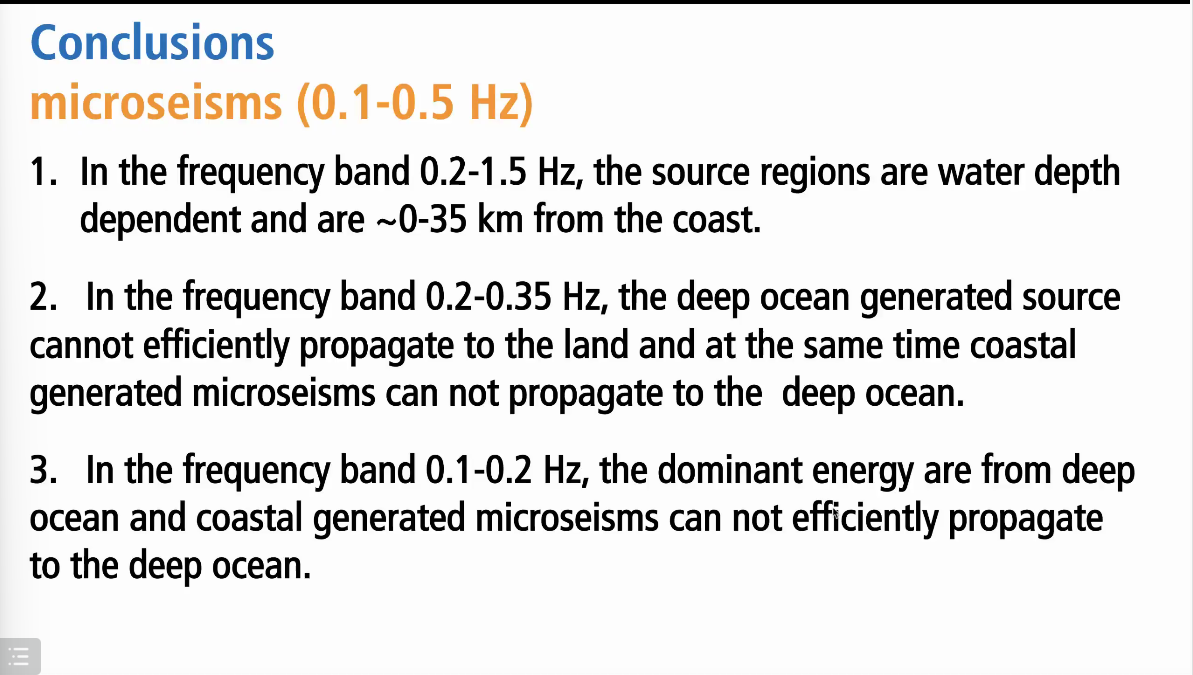 Conclusions
microseisms (0.1-0.5 Hz)
1. In the frequency band 0.2-1.5 Hz, the source regions are water depth
dependent and are ~0-35 km from the coast.
2. In the frequency band 0.2-0.35 Hz, the deep ocean generated source
cannot efficiently propagate to the land and at the same time coastal
generated microseisms can not propagate to the deep ocean.
3. In the frequency band 0.1-0.2 Hz, the dominant energy are from deep
ocean and coastal generated microseisms can not efficiently propagate
to the deep ocean.